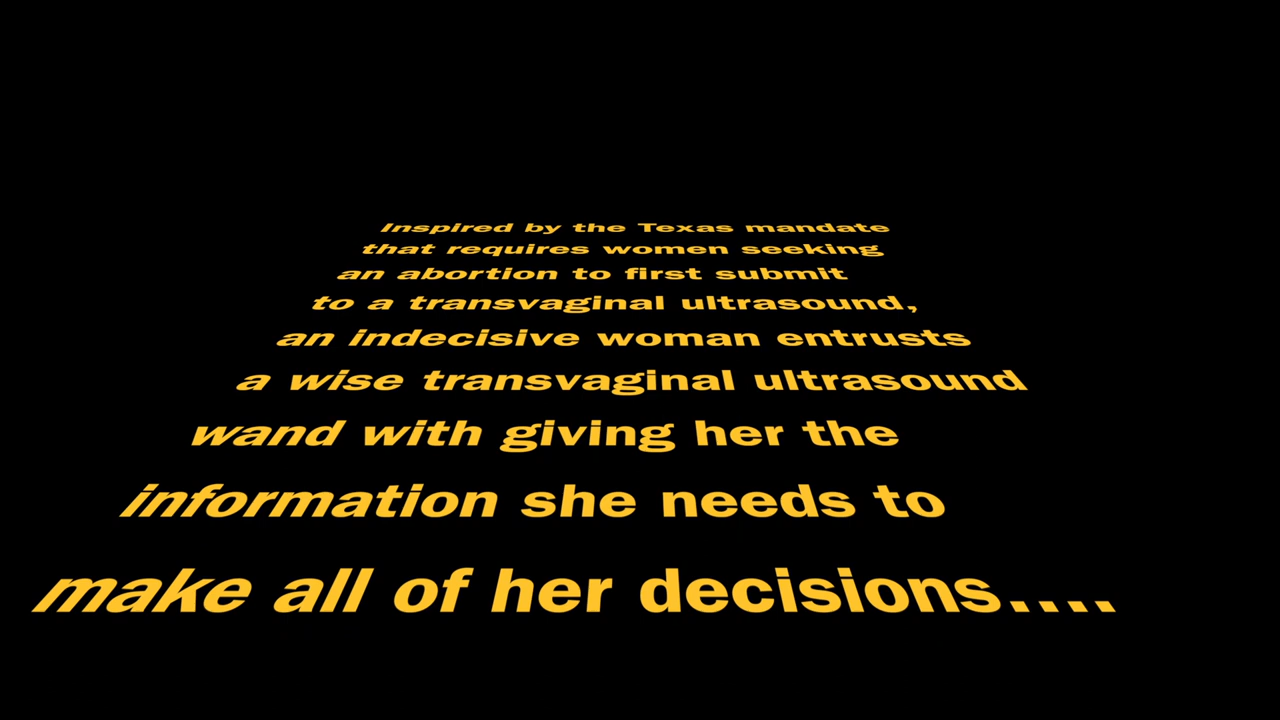 Inspired by the Texas mandate
that requires women seeking
an abortion to first submit
to a transvaginal ultrasound,
an indecisive woman entrusts
a wise transvaginal ultrasound
wand with giving her the
information she needs to
make all of her decisions....